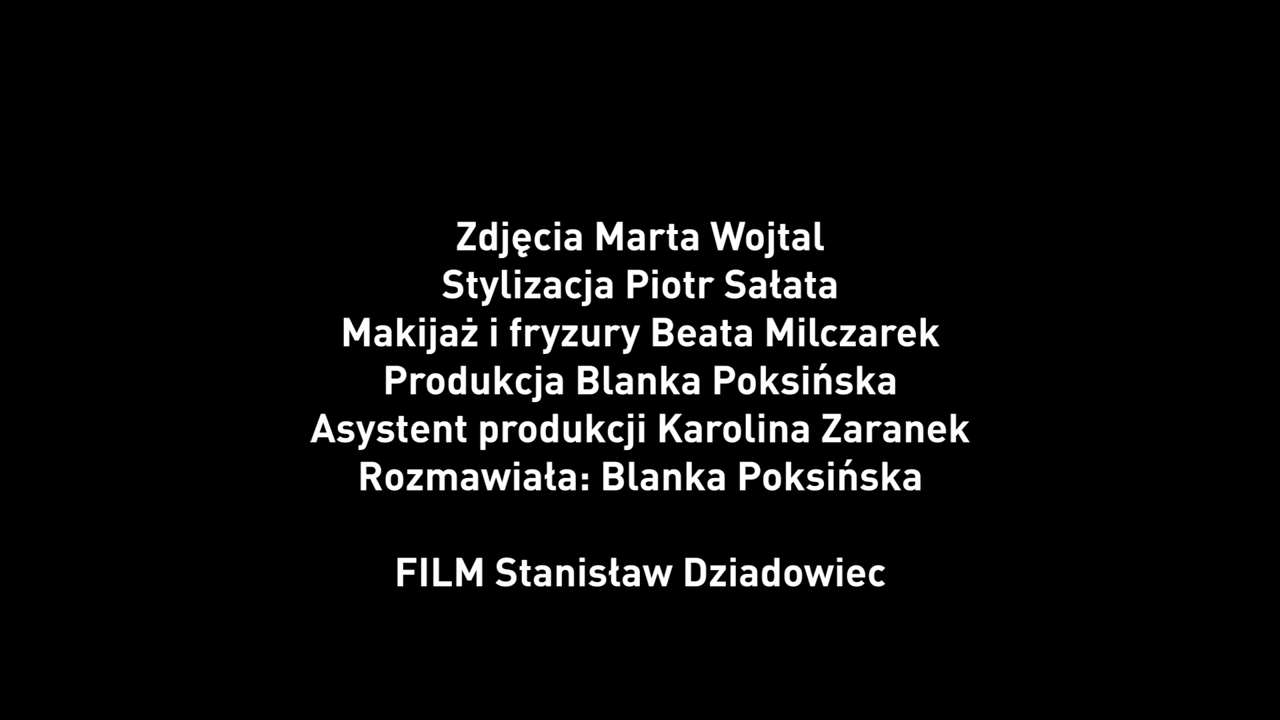 Zdjęcia Marta Wojtal
Stylizacja Piotr Sałata
Makijaż i fryzury Beata Milczarek
Produkcja Blanka Poksińska
Asystent produkcji Karolina Zaranek
Rozmawiała: Blanka Poksińska
FILM Stanisław Dziadowiec